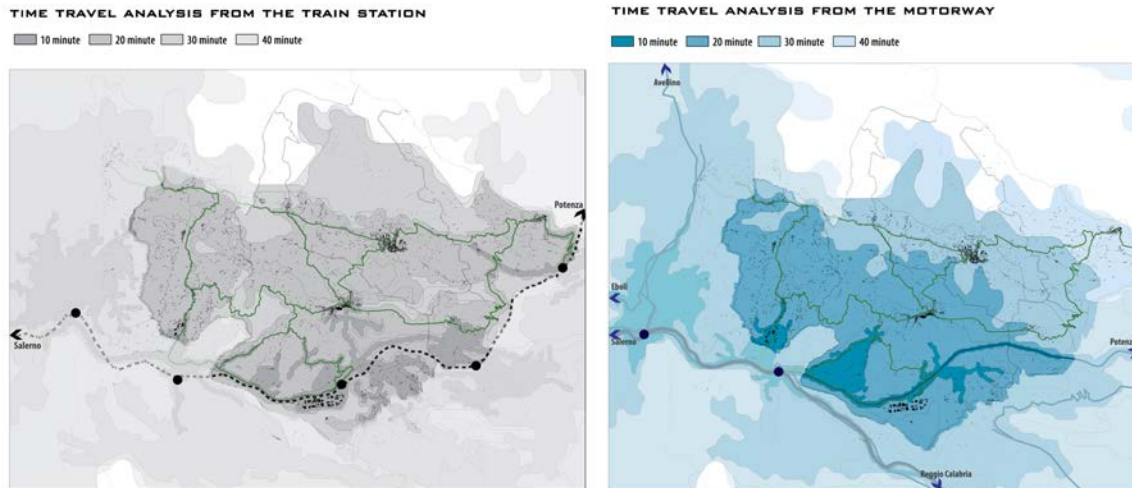 TIME TRAVEL ANALYSIS FROM THE TRAIN STATION
10 minute 20 minute 30 minute 40 minute
Potenza
Salerno
TIME TRAVEL ANALYSIS FROM THE MOTORWAY
10 minute 20 minute 30 minute 40 minute
Avellino
Eboli
Salerno
Potenza
Reggio Calabria